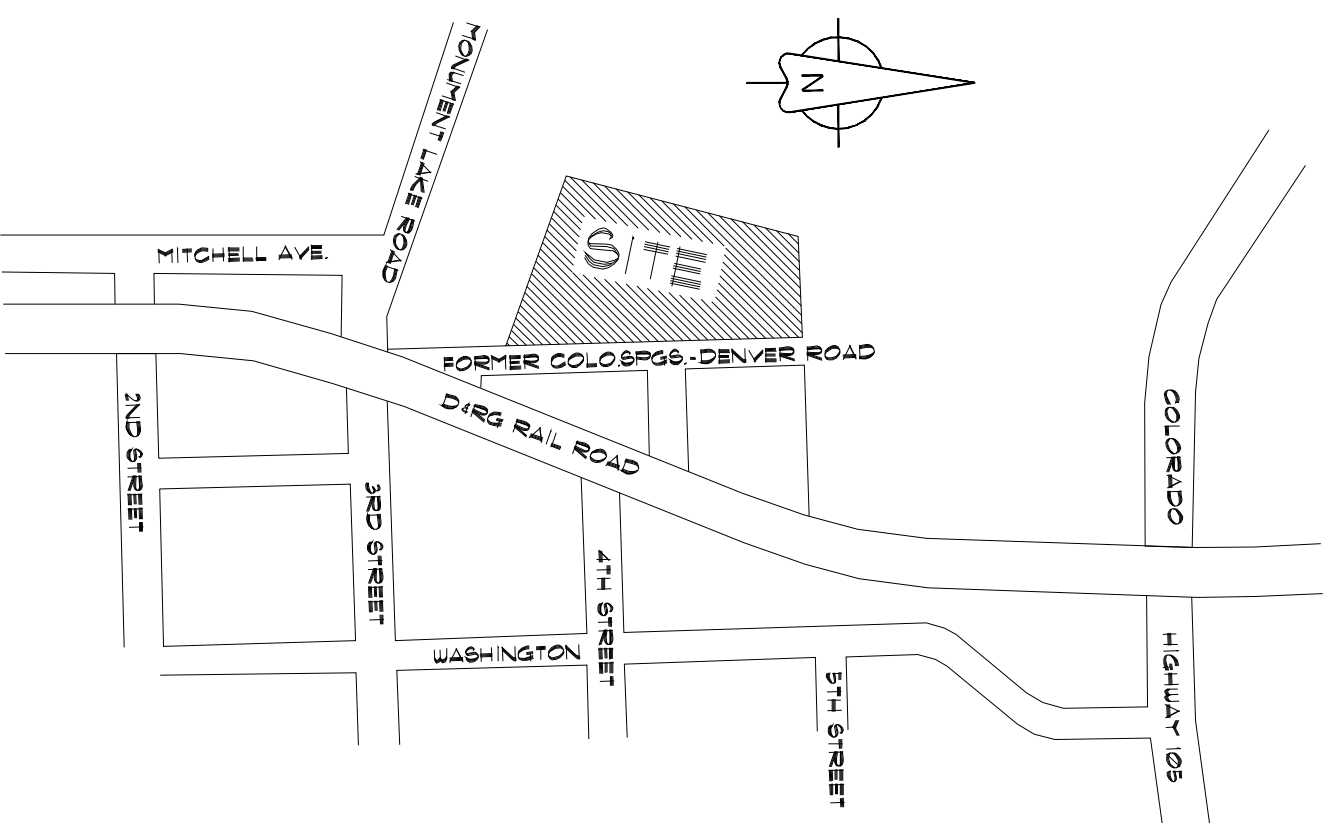 MONUMENT LAKE ROAD
N
SITE
MITCHELL AVE.
FORMER COLO.SPGS.-DENVER ROAD
D&RG RAIL ROAD
2ND STREET
3RD STREET
4TH STREET
WASHINGTON
5TH STREET
COLORADO
HIGHWAY 105